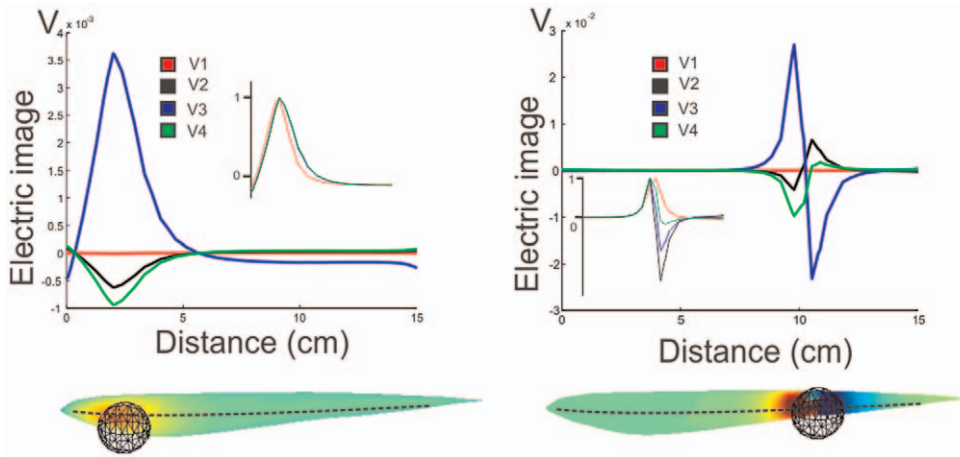 V x 10⁻³
4
3.5
3
2.5
2
1.5
1
0.5
0
-0.5
-1
Electric image
V1
V2
V3
V4
1
0
0 5 10 15
Distance (cm)
V x 10⁻²
3
2
1
0
-1
-2
-3
Electric image
V1
V2
V3
V4
1
0
0 5 10 15
Distance (cm)